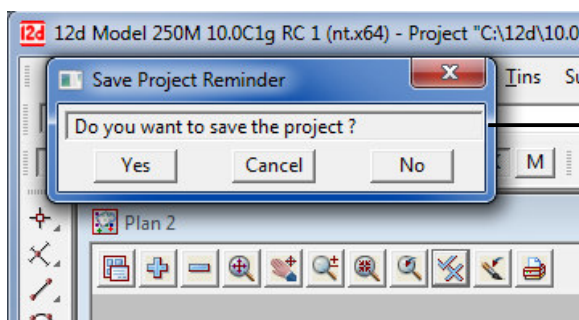 12d 12d Model 250M 10.0C1g RC 1 (nt.x64) - Project "C:\12d\10.0
Save Project Reminder
Tins
Do you want to save the project ?
Yes Cancel No
M
Plan 2